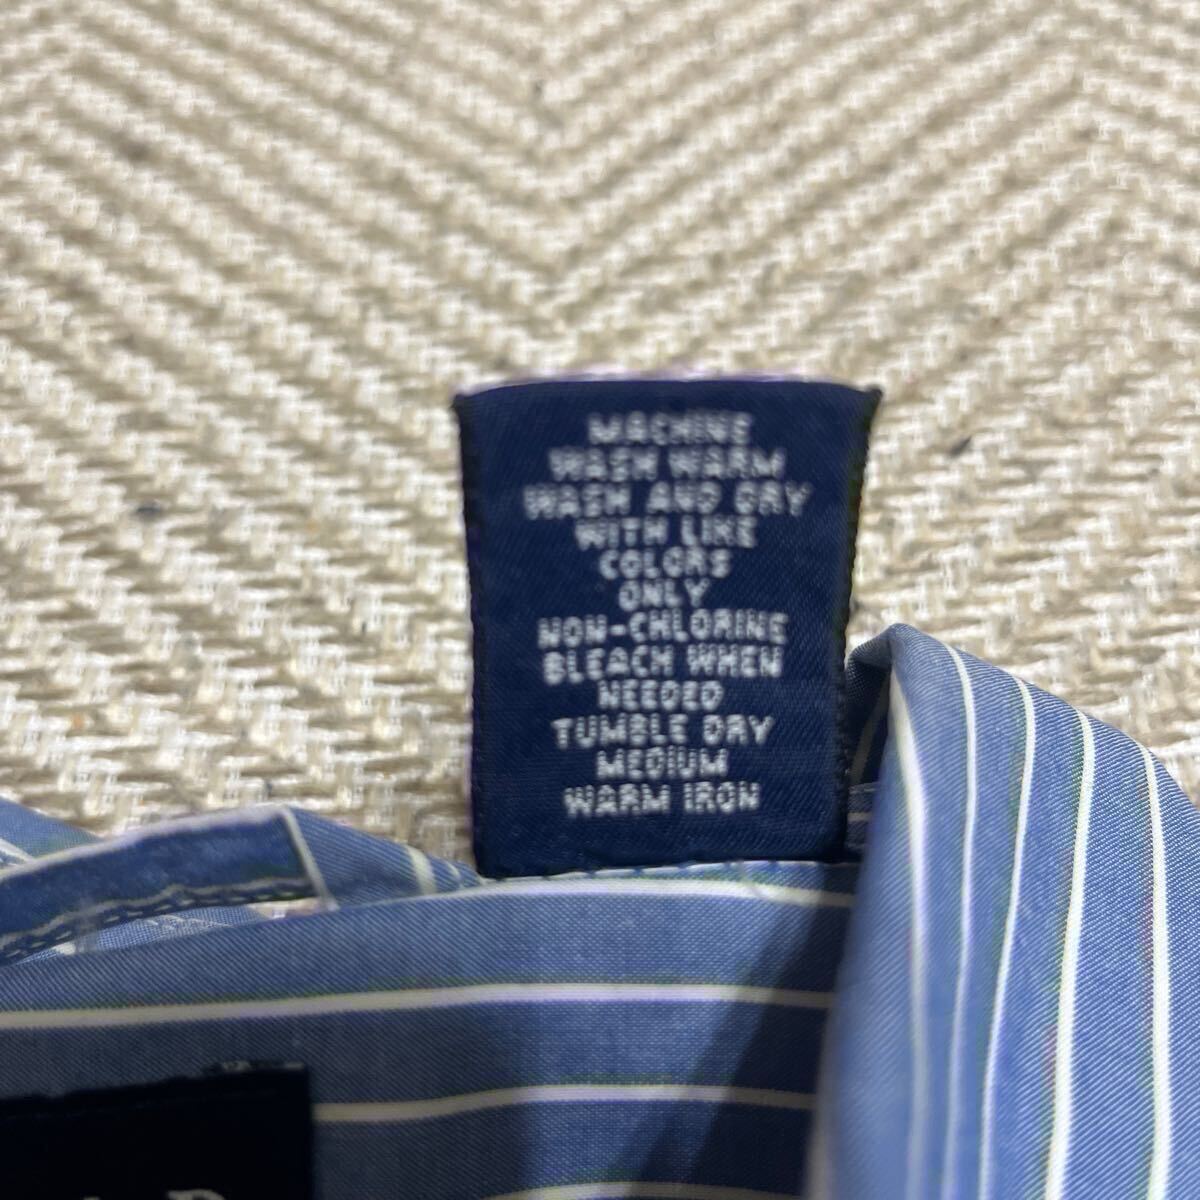 MACHINE
WASH WARM
WASH AND DRY
WITH LIKE
COLORS
ONLY
NON-CHLORINE
BLEACH WHEN
NEEDED
TUMBLE DRY
MEDIUM
WARM IRON